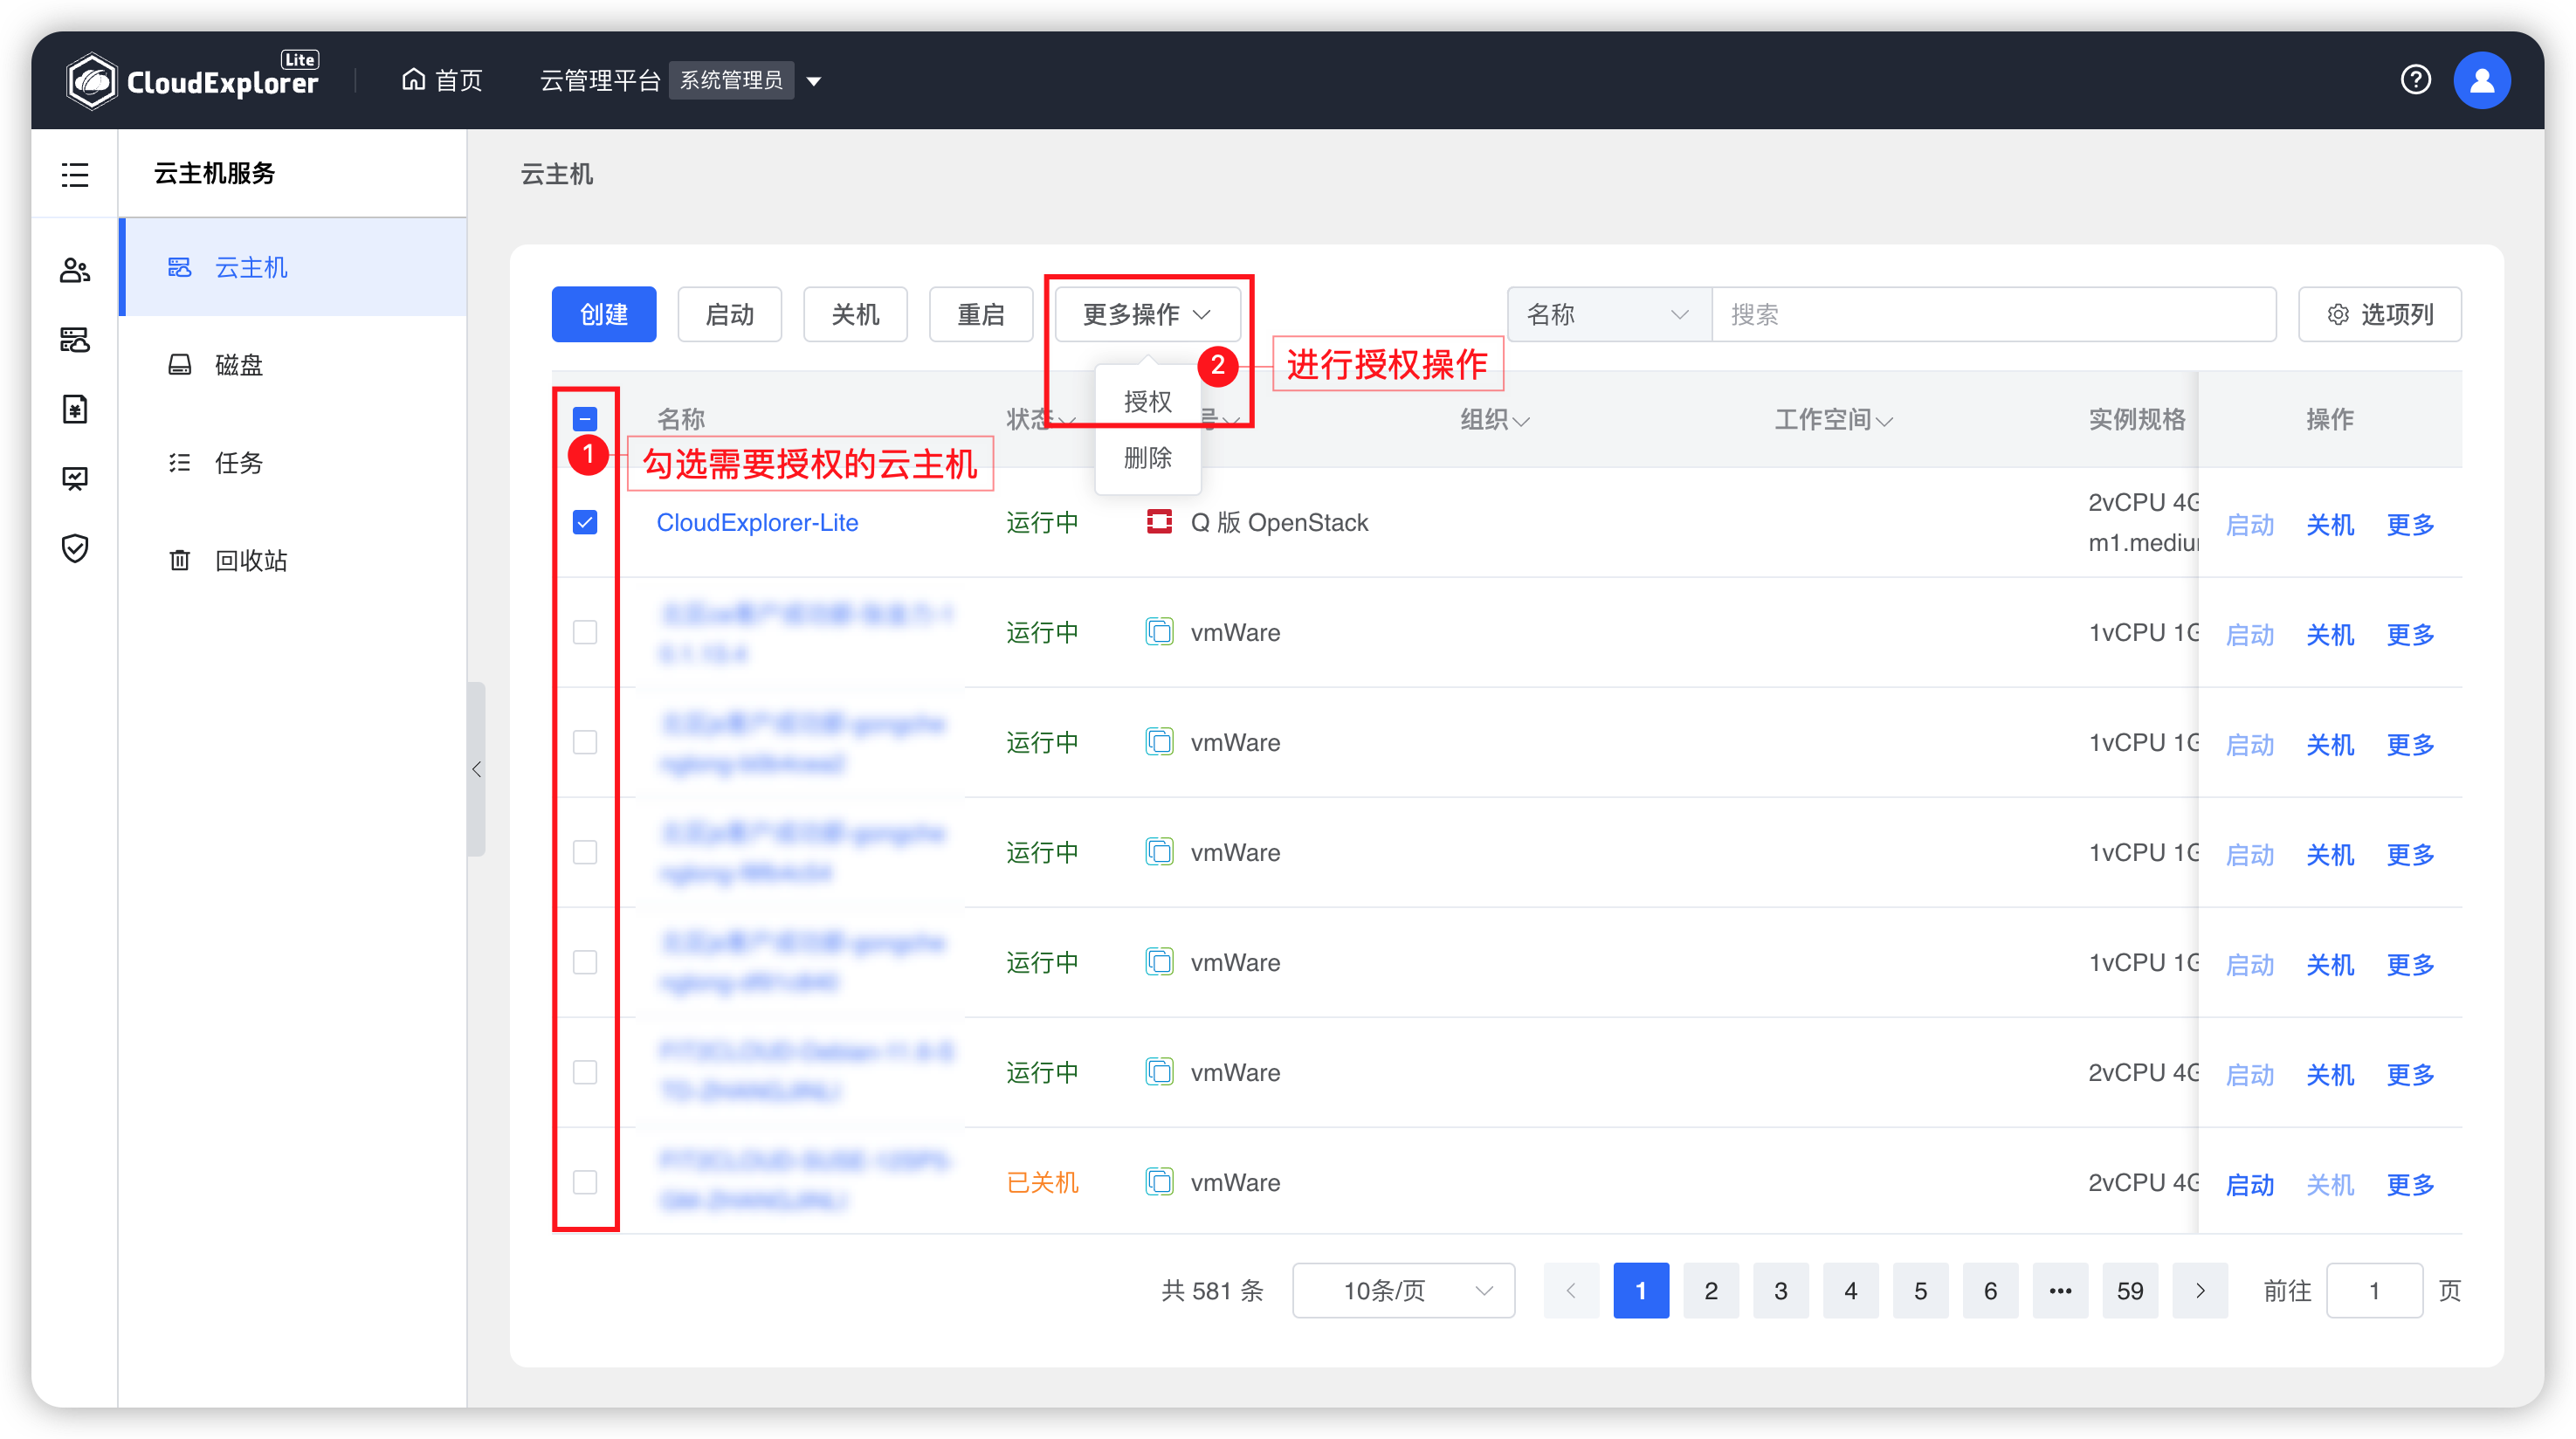 CloudExplorer Lite
首页
云管理平台 系统管理员
云主机服务
云主机
磁盘
任务
回收站
云主机
创建 启动 关机 重启 更多操作 名称 搜索 选项列
2 进行授权操作
授权
删除
名称 状态 号 组织 工作空间 实例规格 操作
1 勾选需要授权的云主机
CloudExplorer-Lite 运行中 Q 版 OpenStack 2vCPU 4G 启动 关机 更多
m1.medium
运行中 vmWare 1vCPU 1G 启动 关机 更多
运行中 vmWare 1vCPU 1G 启动 关机 更多
运行中 vmWare 1vCPU 1G 启动 关机 更多
运行中 vmWare 1vCPU 1G 启动 关机 更多
运行中 vmWare 2vCPU 4G 启动 关机 更多
已关机 vmWare 2vCPU 4G 启动 关机 更多
共 581 条 10条/页 1 2 3 4 5 6 ••• 59 前往 1 页